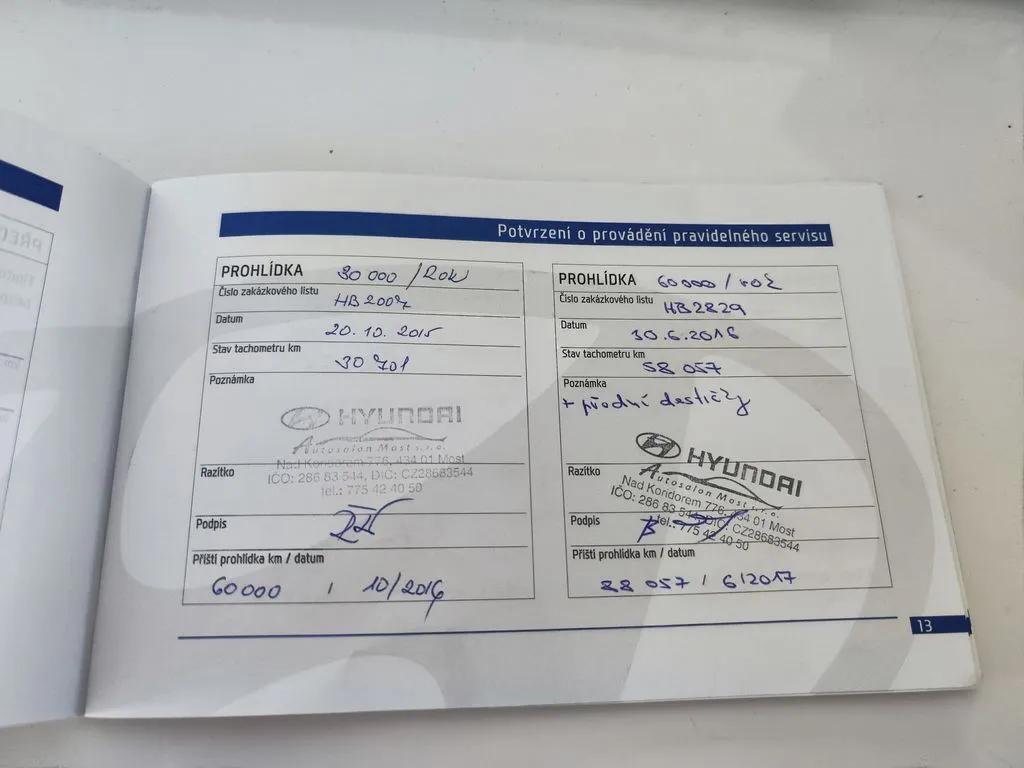 Potvrzení o provádění pravidelného servisu
PROHLÍDKA 30 000 / ROK
Číslo zakázkového listu HB2007
Datum 20. 10. 2015
Stav tachometru km 30 701
Poznámka
HYUNDAI
Autosalon Most s.r.o.
Nad Koridorem 776, 434 01 Most
IČO: 286 83 544, DIČ: CZ28683544
tel.: 775 42 40 50
Razítko
Podpis
Příští prohlídka km / datum
60 000 / 10/2016
PROHLÍDKA 60 000 / rok
Číslo zakázkového listu HB2829
Datum 30.6.2016
Stav tachometru km 58 057
Poznámka
+ přední destičky
HYUNDAI
Autosalon Most s.r.o.
Nad Koridorem 776, 434 01 Most
IČO: 286 83 544, DIČ: CZ28683544
tel.: 775 42 40 50
Razítko
Podpis
Příští prohlídka km / datum
88 057 / 6/2017
13